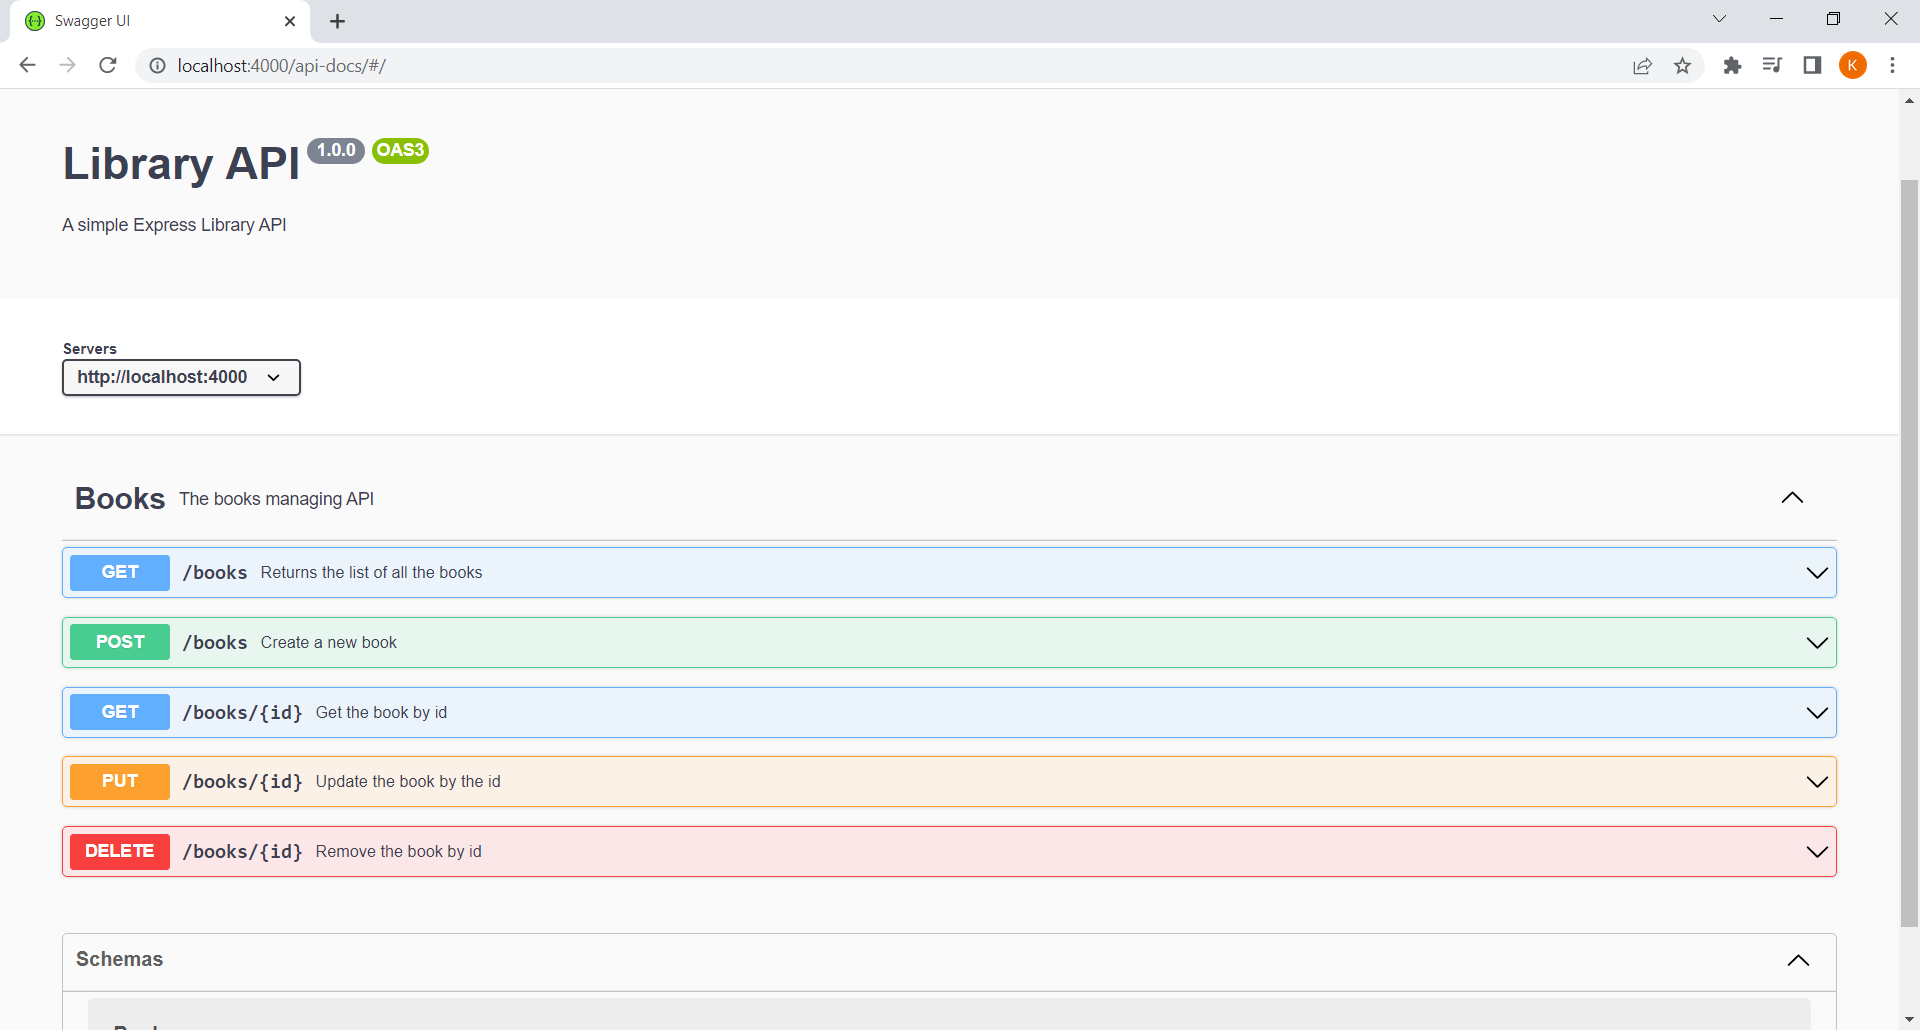 Swagger UI
localhost:4000/api-docs/#/
K
Library API 1.0.0 OAS3
A simple Express Library API
Servers
http://localhost:4000
Books The books managing API
GET /books Returns the list of all the books
POST /books Create a new book
GET /books/{id} Get the book by id
PUT /books/{id} Update the book by the id
DELETE /books/{id} Remove the book by id
Schemas